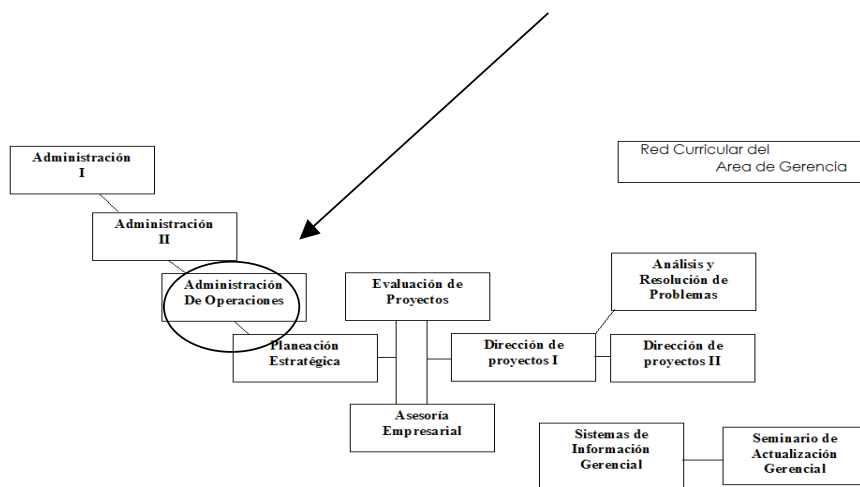 Red Curricular del
Area de Gerencia
Administración
I
Administración
II
Administración
De Operaciones
Planeación
Estratégica
Evaluación de
Proyectos
Asesoría
Empresarial
Dirección de
proyectos I
Análisis y
Resolución de
Problemas
Dirección de
proyectos II
Sistemas de
Información
Gerencial
Seminario de
Actualización
Gerencial